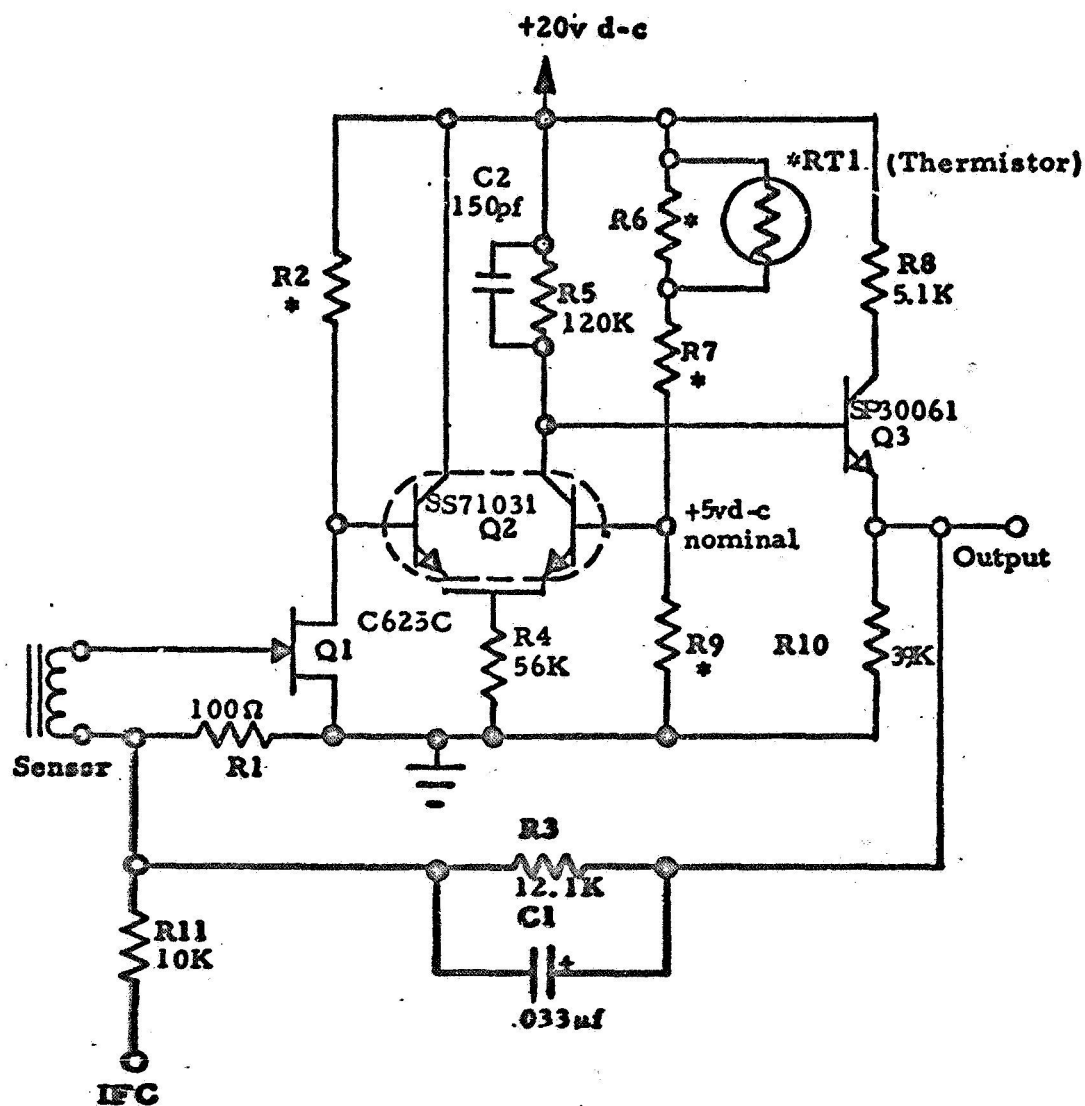 +20v d-c
C2
150pf
*RT1 (Thermistor)
R6 *
R2
*
R5
120K
R8
5.1K
R7
*
SP30061
Q3
SS71031
Q2
+5vd-c
nominal
Output
C623C
Q1
R4
56K
R9
*
R10
39K
100Ω
R1
Sensor
R3
12.1K
C1
+
.033µf
R11
10K
IFC